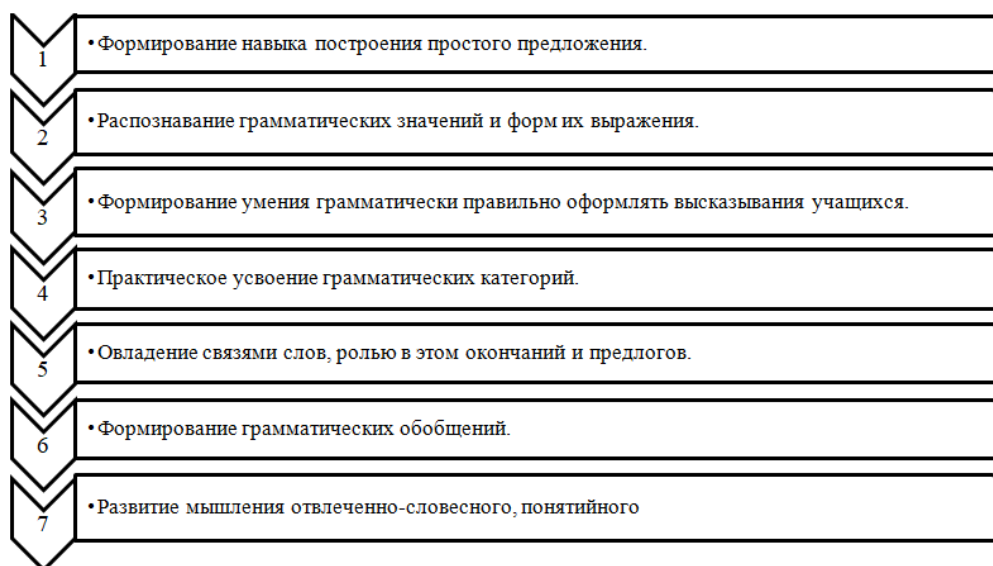 1
•Формирование навыка построения простого предложения.
2
•Распознавание грамматических значений и форм их выражения.
3
•Формирование умения грамматически правильно оформлять высказывания учащихся.
4
•Практическое усвоение грамматических категорий.
5
•Овладение связями слов, ролью в этом окончаний и предлогов.
6
•Формирование грамматических обобщений.
7
•Развитие мышления отвлеченно-словесного, понятийного